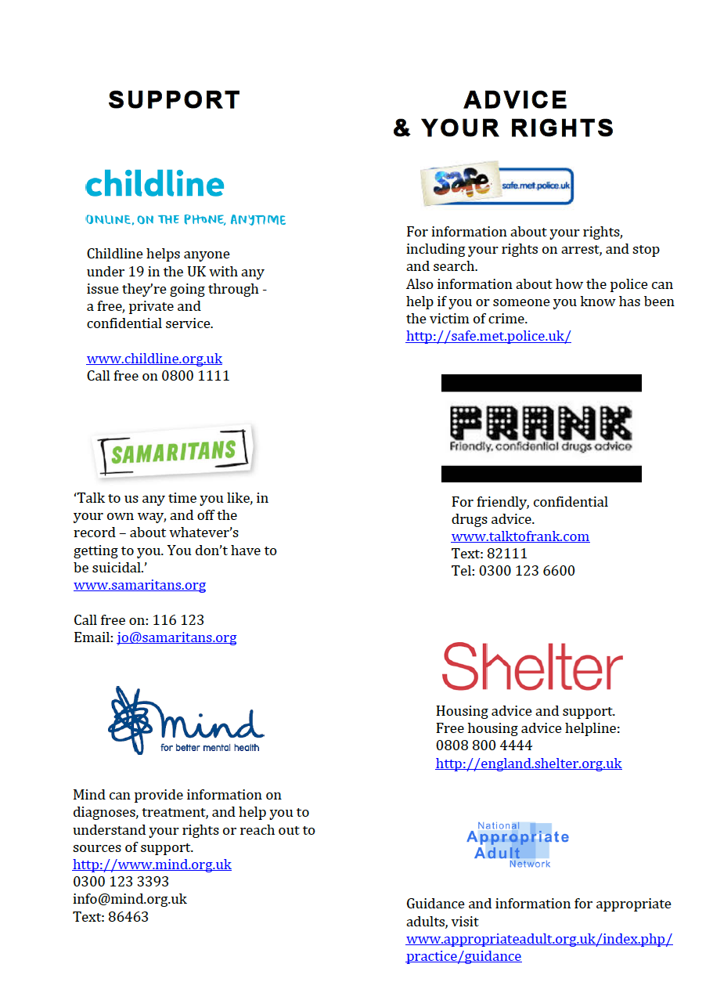 SUPPORT
childline
ONLINE, ON THE PHONE, ANYTIME
Childline helps anyone
under 19 in the UK with any
issue they’re going through -
a free, private and
confidential service.
www.childline.org.uk
Call free on 0800 1111
SAMARITANS
‘Talk to us any time you like, in
your own way, and off the
record – about whatever’s
getting to you. You don’t have to
be suicidal.’
www.samaritans.org
Call free on: 116 123
Email: jo@samaritans.org
mind
for better mental health
Mind can provide information on
diagnoses, treatment, and help you to
understand your rights or reach out to
sources of support.
http://www.mind.org.uk
0300 123 3393
info@mind.org.uk
Text: 86463
ADVICE
& YOUR RIGHTS
Safe
safe.met.police.uk
For information about your rights,
including your rights on arrest, and stop
and search.
Also information about how the police can
help if you or someone you know has been
the victim of crime.
http://safe.met.police.uk/
FRANK
Friendly, confidential drugs advice
For friendly, confidential
drugs advice.
www.talktofrank.com
Text: 82111
Tel: 0300 123 6600
Shelter
Housing advice and support.
Free housing advice helpline:
0808 800 4444
http://england.shelter.org.uk
National
Appropriate
Adult
Network
Guidance and information for appropriate
adults, visit
www.appropriateadult.org.uk/index.php/
practice/guidance